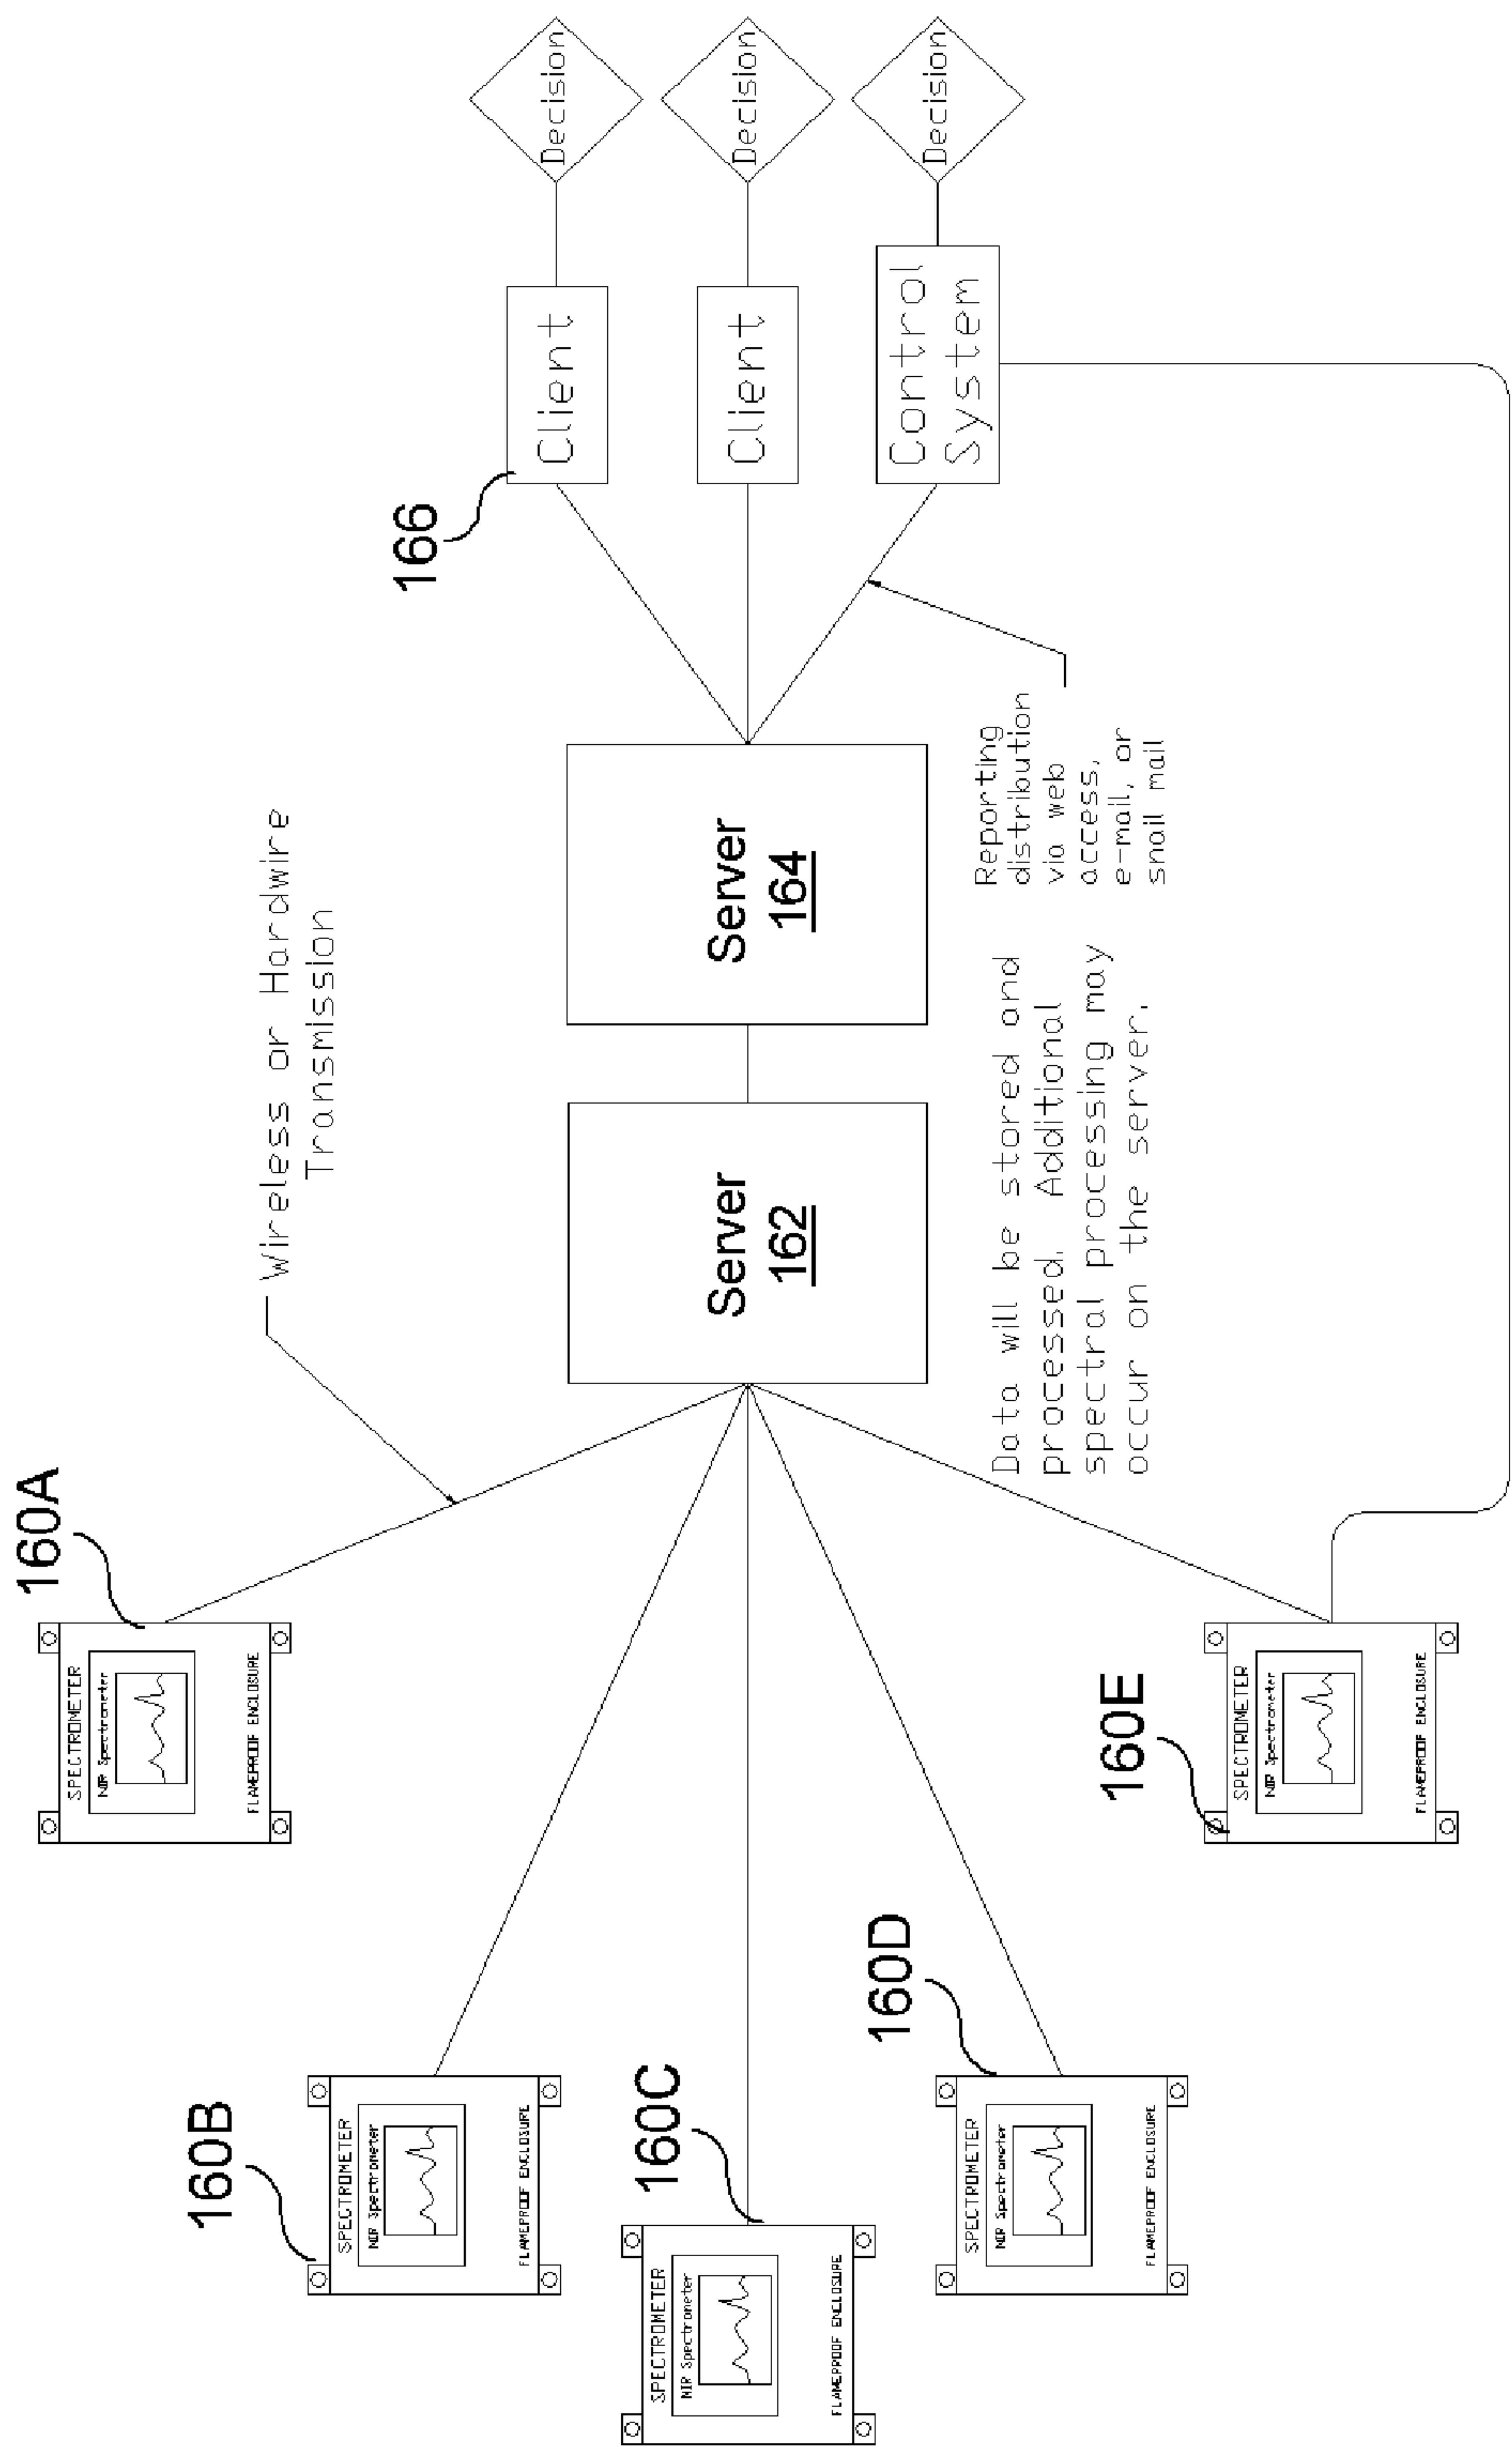 160A
SPECTROMETER
NIR Spectrometer
FLAMEPROOF ENCLOSURE
Wireless or Hardwire
Transmission
160B
SPECTROMETER
NIR Spectrometer
FLAMEPROOF ENCLOSURE
160C
SPECTROMETER
NIR Spectrometer
FLAMEPROOF ENCLOSURE
160D
SPECTROMETER
NIR Spectrometer
FLAMEPROOF ENCLOSURE
160E
SPECTROMETER
NIR Spectrometer
FLAMEPROOF ENCLOSURE
Server
162
Server
164
Data will be stored and
processed. Additional
spectral processing may
occur on the server.
Reporting
distribution
via web
access,
e-mail, or
snail mail
166
Client
Decision
Client
Decision
Control
System
Decision